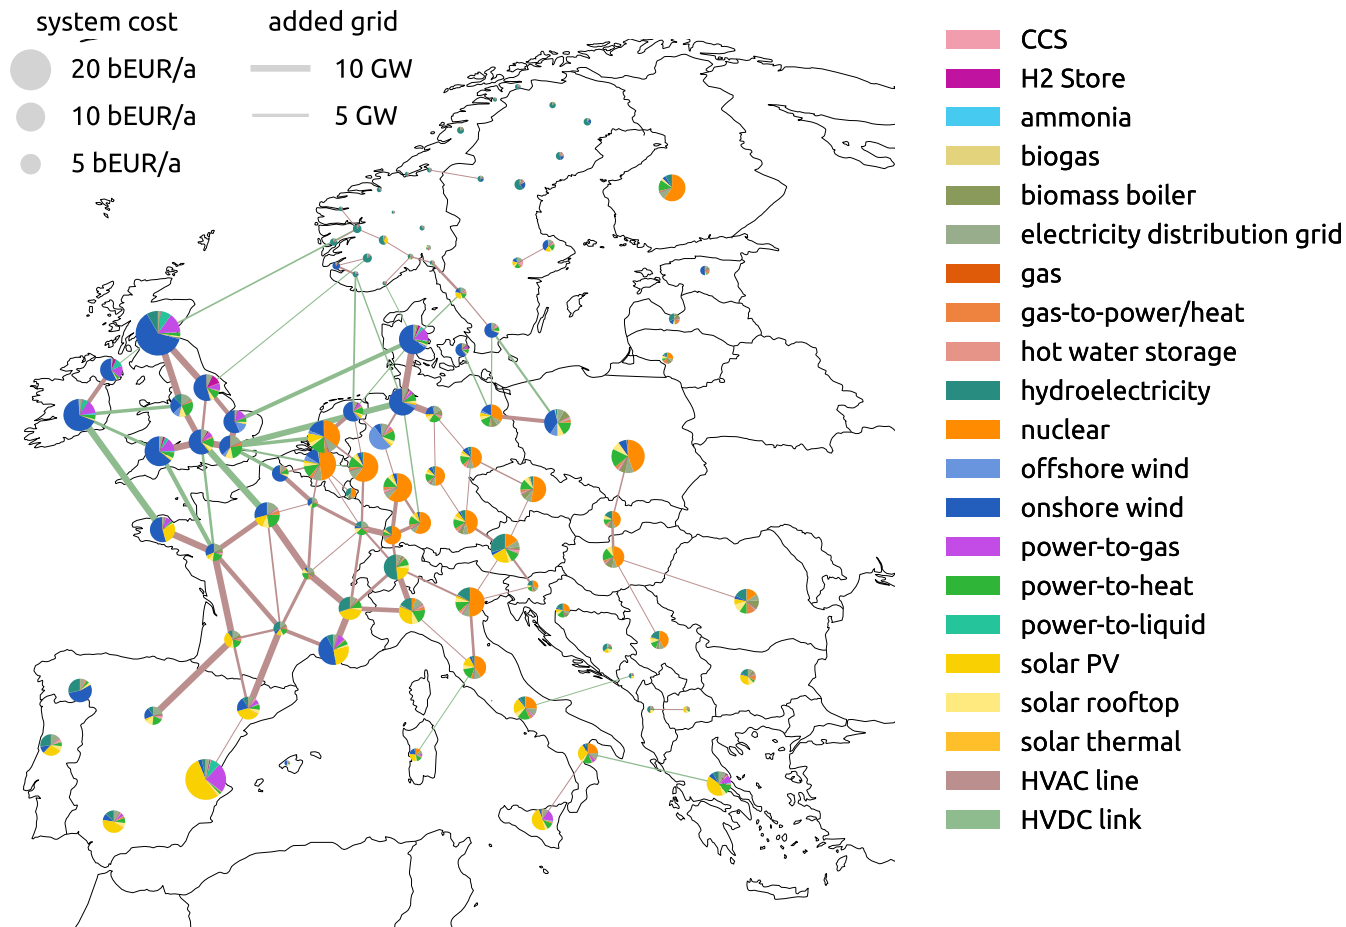 system cost
20 bEUR/a
10 bEUR/a
5 bEUR/a
added grid
10 GW
5 GW
CCS
H2 Store
ammonia
biogas
biomass boiler
electricity distribution grid
gas
gas-to-power/heat
hot water storage
hydroelectricity
nuclear
offshore wind
onshore wind
power-to-gas
power-to-heat
power-to-liquid
solar PV
solar rooftop
solar thermal
HVAC line
HVDC link